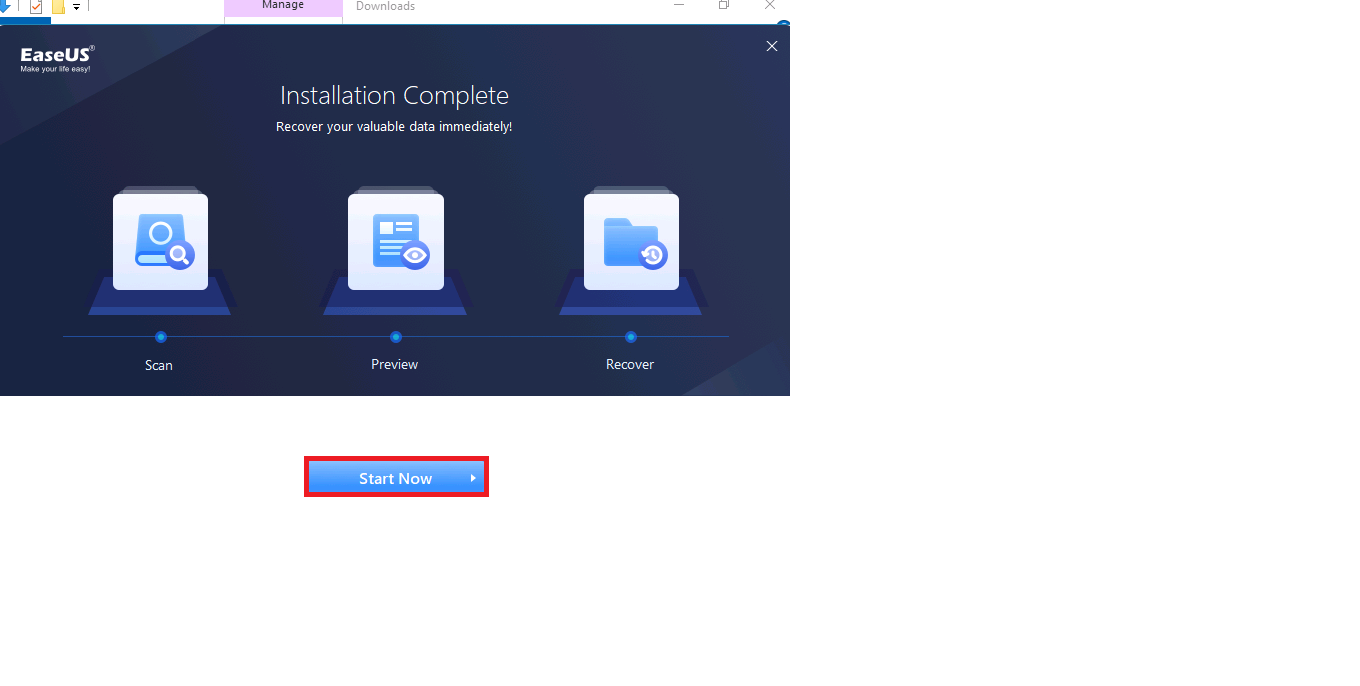 Manage
Downloads
EaseUS®
Make your life easy!
Installation Complete
Recover your valuable data immediately!
Scan
Preview
Recover
Start Now